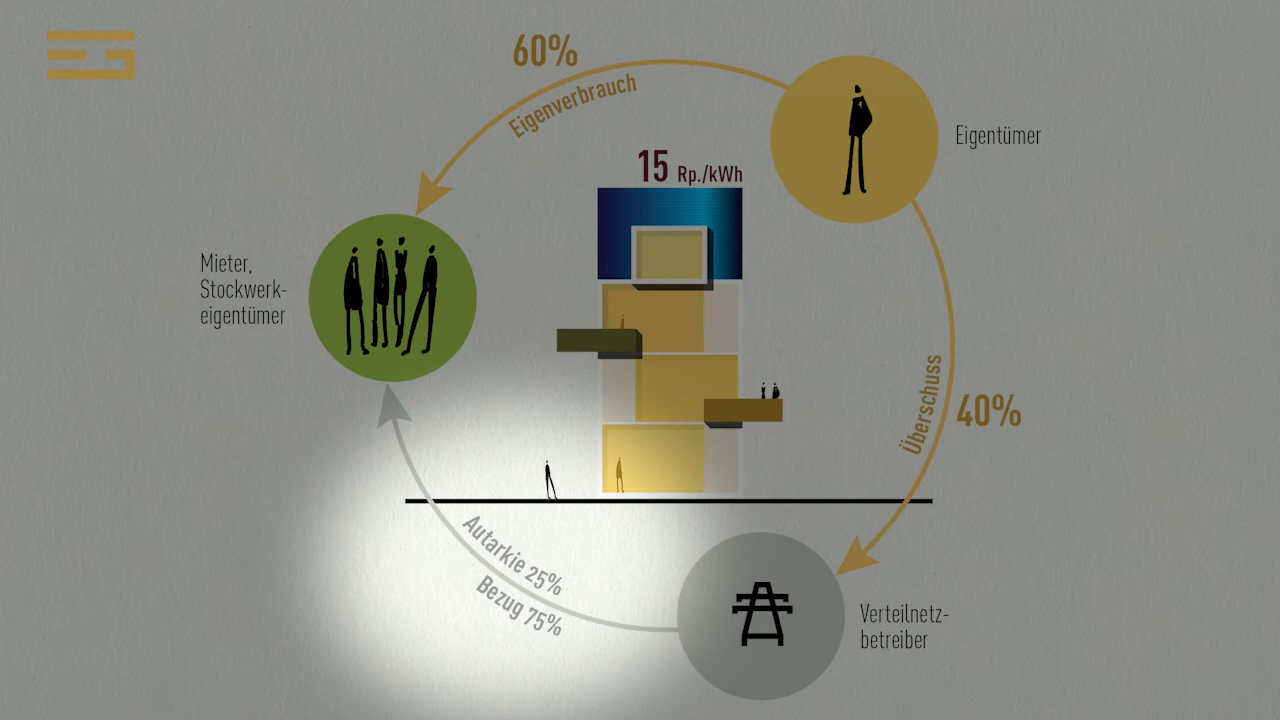 60%
Eigenverbrauch
Eigentümer
15 Rp./kWh
Mieter,
Stockwerk-
eigentümer
Überschuss
40%
Autarkie 25%
Bezug 75%
Verteilnetz-
betreiber